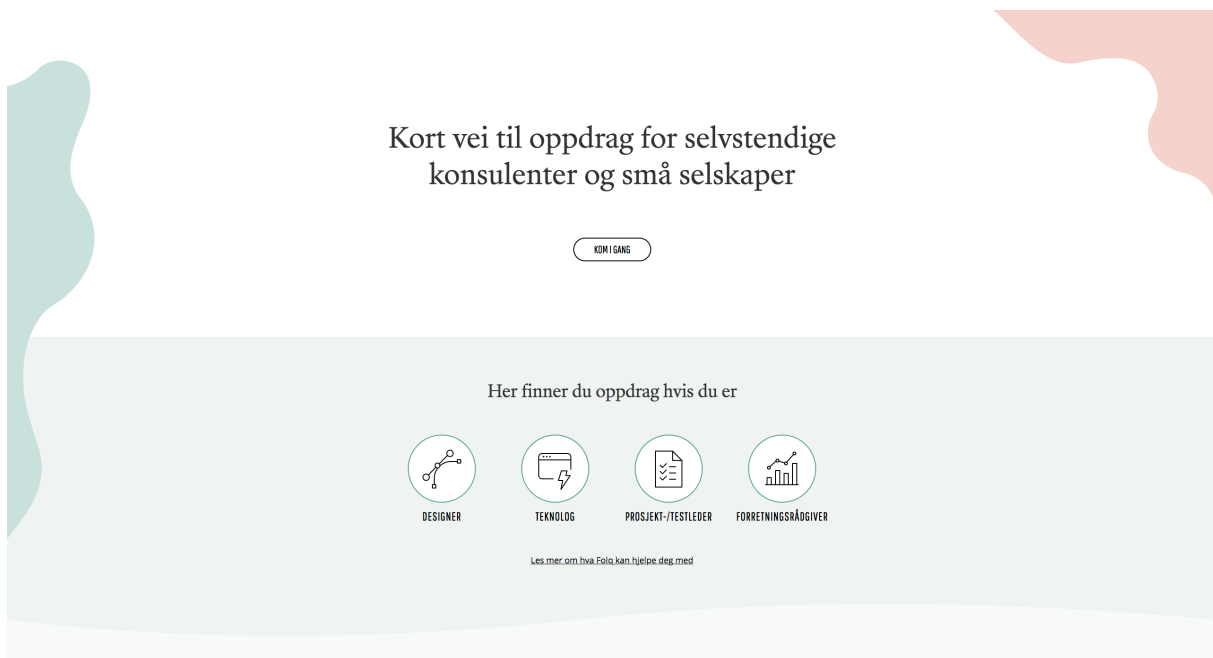 Kort vei til oppdrag for selvstendige
konsulenter og små selskaper
KOM I GANG
Her finner du oppdrag hvis du er
DESIGNER
TEKNOLOG
PROSJEKT-/TESTLEDER
FORRETNINGSRÅDGIVER
Les mer om hva Folq kan hjelpe deg med